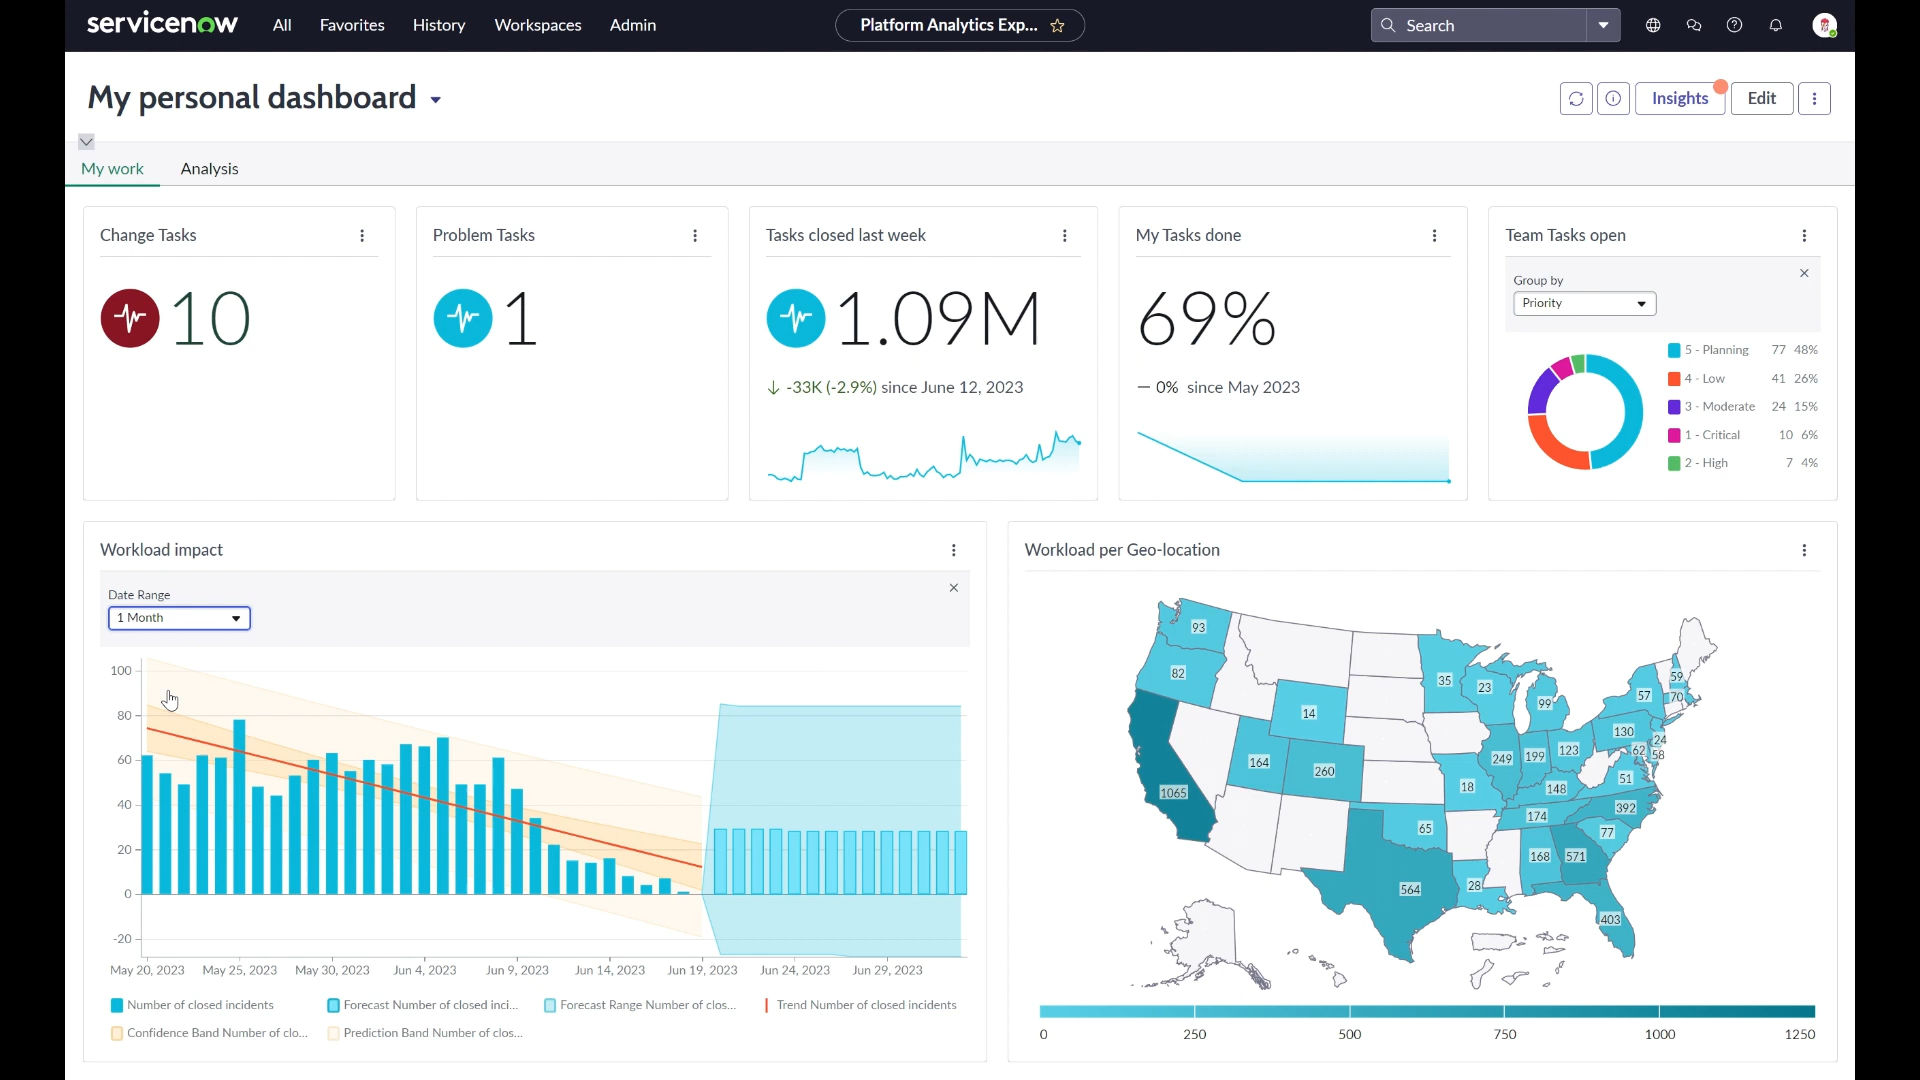 servicenow
All
Favorites
History
Workspaces
Admin
Platform Analytics Exp...
Search
My personal dashboard
Insights
Edit
My work
Analysis
Change Tasks
10
Problem Tasks
1
Tasks closed last week
1.09M
-33K (-2.9%) since June 12, 2023
My Tasks done
69%
0% since May 2023
Team Tasks open
Group by
Priority
5 - Planning 77 48%
4 - Low 41 26%
3 - Moderate 24 15%
1 - Critical 10 6%
2 - High 7 4%
Workload impact
Date Range
1 Month
100
80
60
40
20
0
-20
May 20, 2023
May 25, 2023
May 30, 2023
Jun 4, 2023
Jun 9, 2023
Jun 14, 2023
Jun 19, 2023
Jun 24, 2023
Jun 29, 2023
Number of closed incidents
Forecast Number of closed inci...
Forecast Range Number of clos...
Trend Number of closed incidents
Confidence Band Number of clo...
Prediction Band Number of clos...
Workload per Geo-location
93
82
1065
14
164
260
35
23
99
18
249
199
123
148
174
65
564
28
168
571
403
77
392
51
130
62
58
24
57
59
70
0
250
500
750
1000
1250